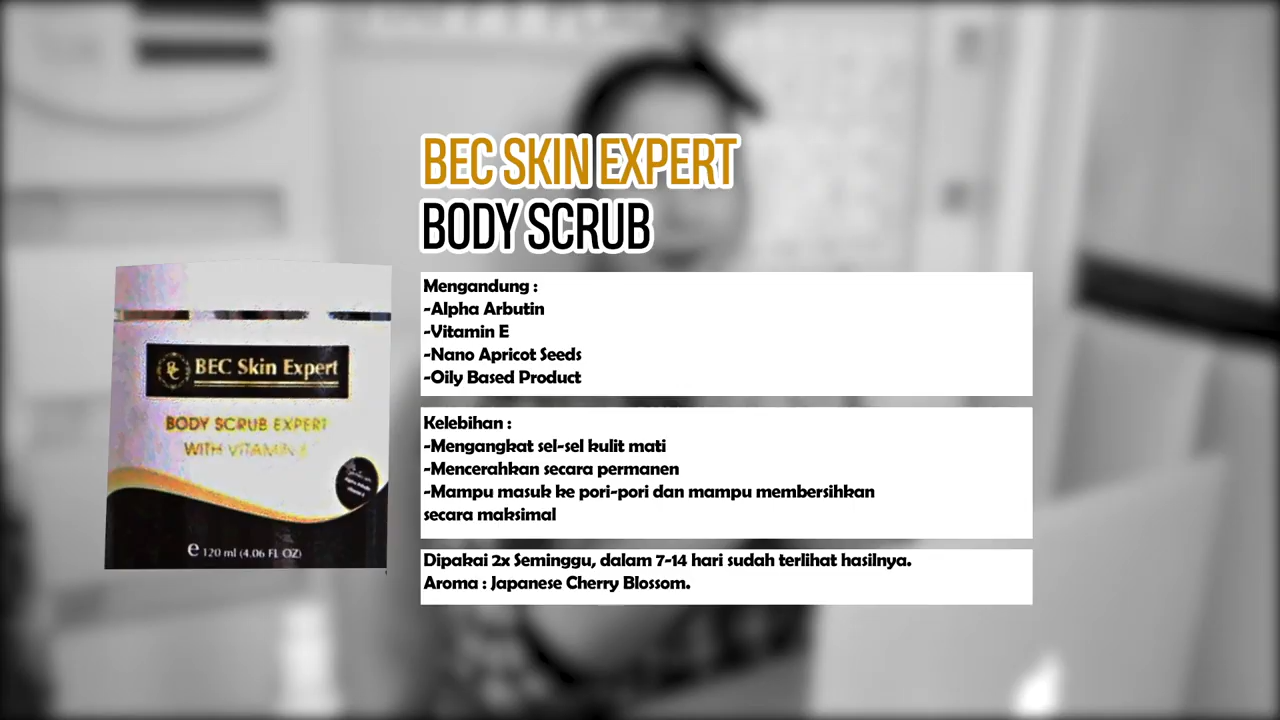 BEC SKIN EXPERT
BODY SCRUB
Mengandung :
-Alpha Arbutin
-Vitamin E
-Nano Apricot Seeds
-Oily Based Product
Kelebihan :
-Mengangkat sel-sel kulit mati
-Mencerahkan secara permanen
-Mampu masuk ke pori-pori dan mampu membersihkan
secara maksimal
Dipakai 2x Seminggu, dalam 7-14 hari sudah terlihat hasilnya.
Aroma : Japanese Cherry Blossom.
BEC Skin Expert
BODY SCRUB EXPERT
WITH VITAMIN
e 120 ml (4.06 FL OZ)